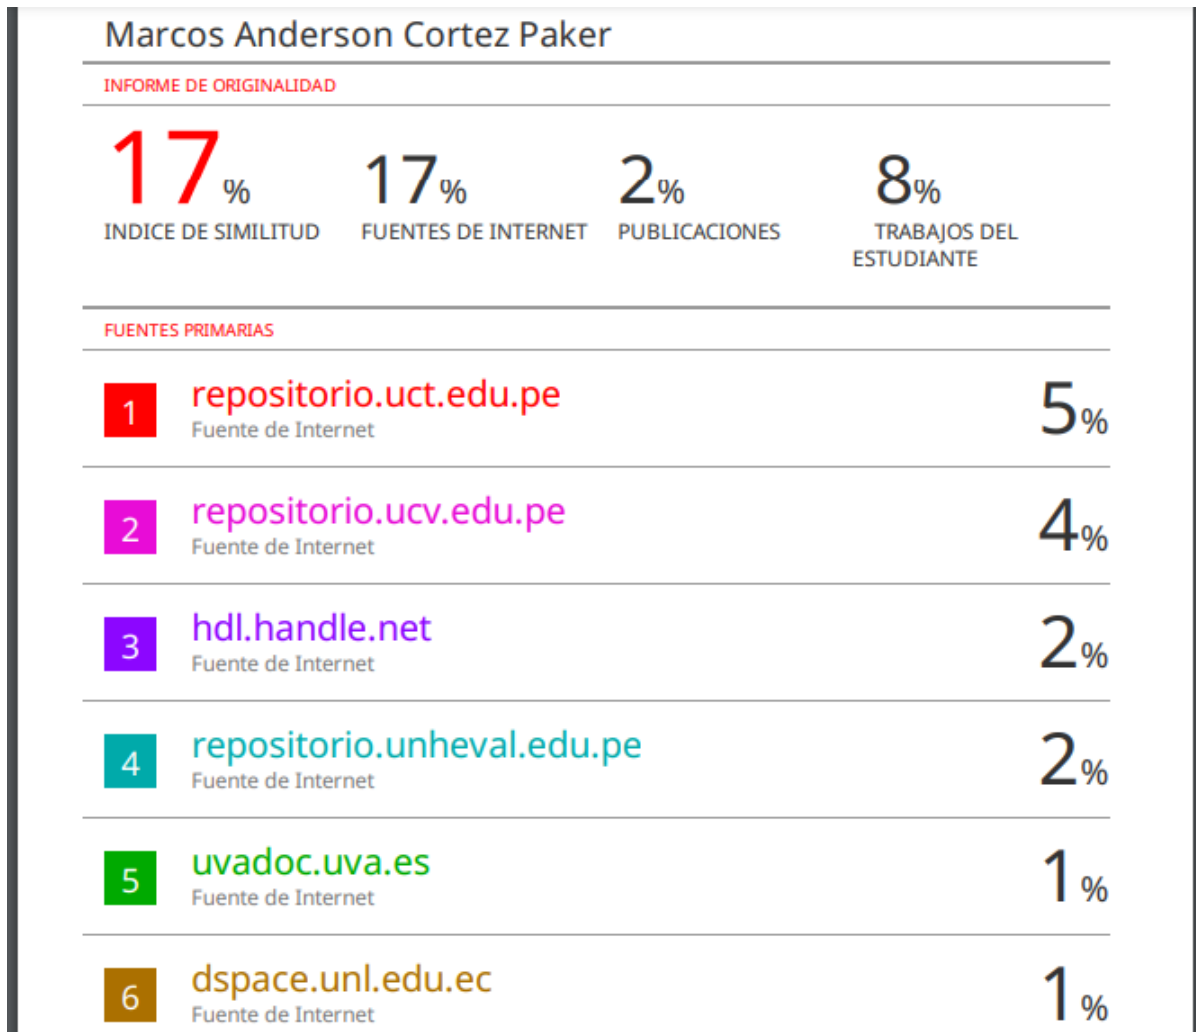 Marcos Anderson Cortez Paker
INFORME DE ORIGINALIDAD
17% 17% 2% 8%
INDICE DE SIMILITUD FUENTES DE INTERNET PUBLICACIONES TRABAJOS DEL
ESTUDIANTE
FUENTES PRIMARIAS
1 repositorio.uct.edu.pe 5%
Fuente de Internet
2 repositorio.ucv.edu.pe 4%
Fuente de Internet
3 hdl.handle.net 2%
Fuente de Internet
4 repositorio.unheval.edu.pe 2%
Fuente de Internet
5 uvadoc.uva.es 1%
Fuente de Internet
6 dspace.unl.edu.ec 1%
Fuente de Internet